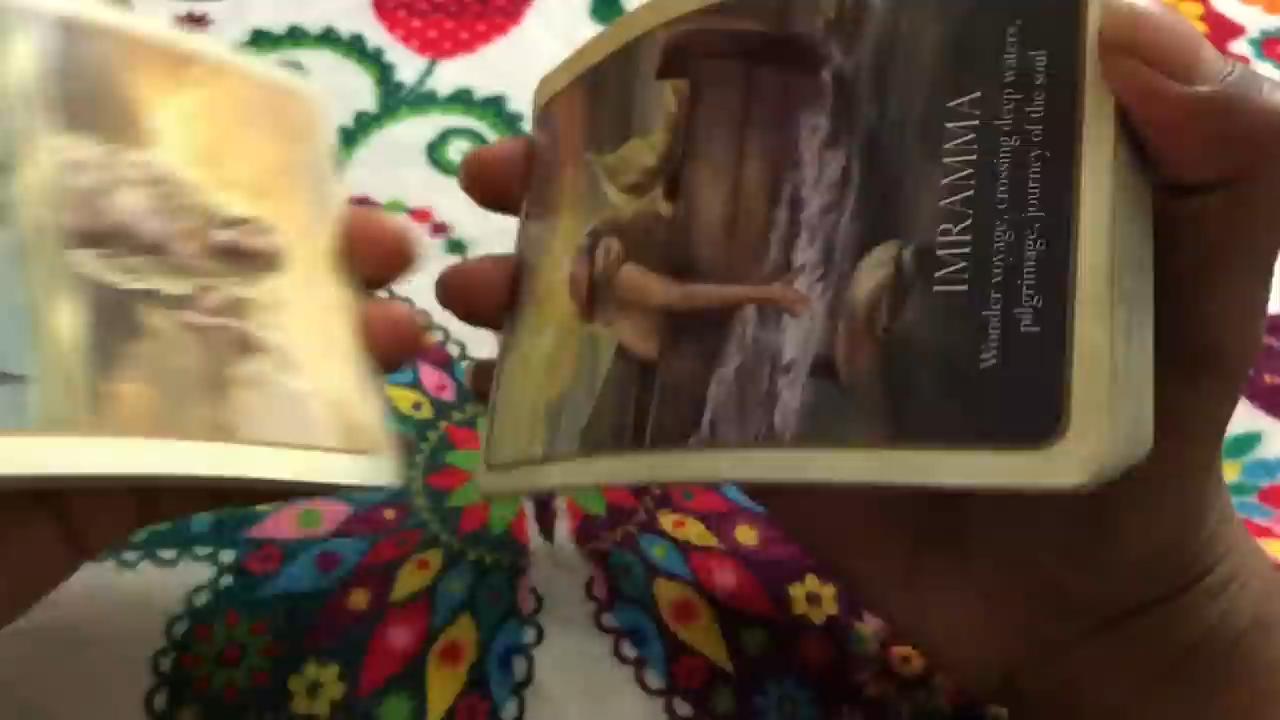 IMRAMMA
Wonder voyage, crossing deep waters,
pilgrimage, journey of the soul